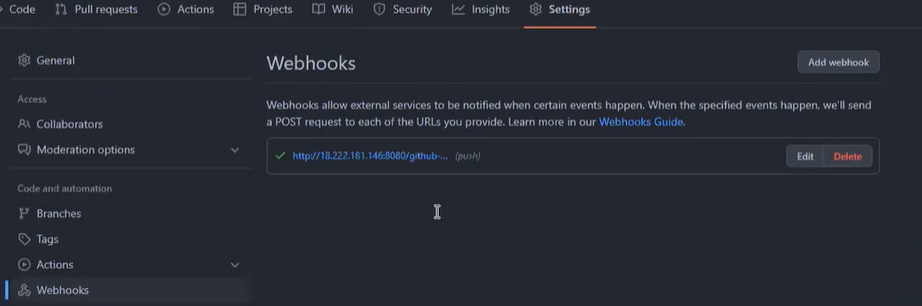 Code Pull requests Actions Projects Wiki Security Insights Settings
General
Access
Collaborators
Moderation options
Code and automation
Branches
Tags
Actions
Webhooks
Webhooks
Add webhook
Webhooks allow external services to be notified when certain events happen. When the specified events happen, we'll send
a POST request to each of the URLs you provide. Learn more in our Webhooks Guide.
http://18.222.181.146:8080/github-... (push) Edit Delete